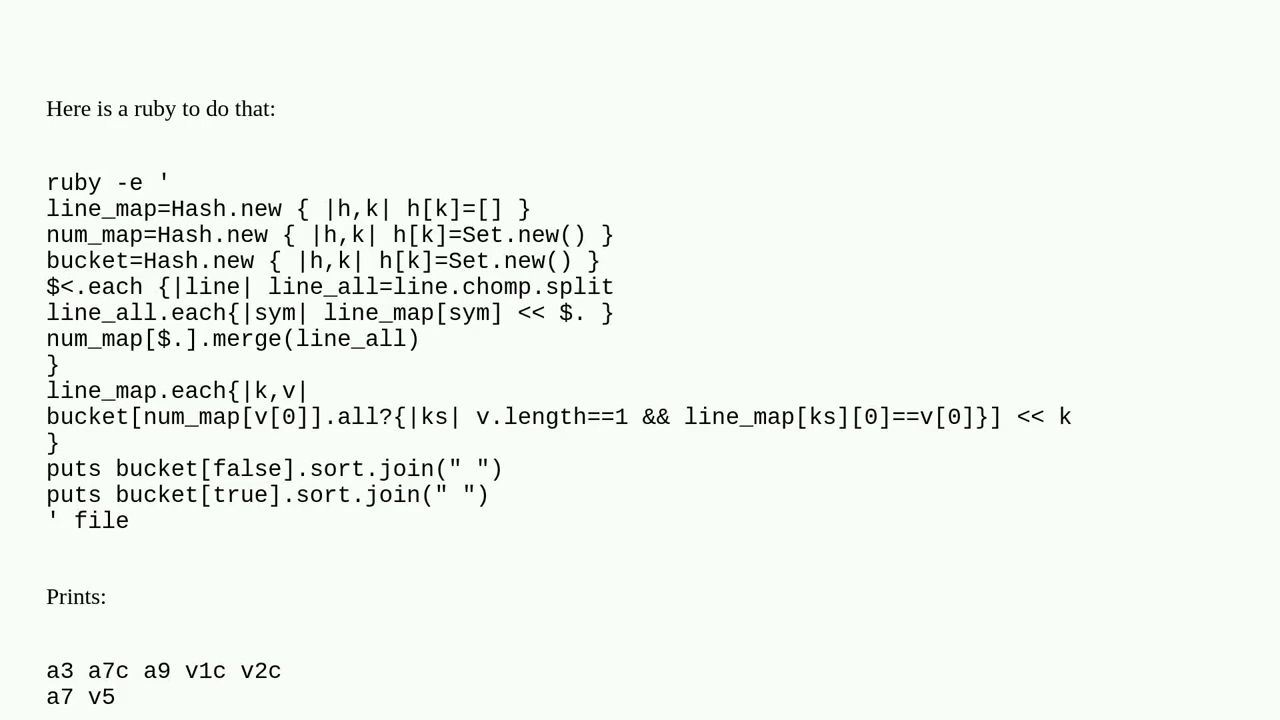 Here is a ruby to do that:
ruby -e '
line_map=Hash.new { |h,k| h[k]=[] }
num_map=Hash.new { |h,k| h[k]=Set.new() }
bucket=Hash.new { |h,k| h[k]=Set.new() }
$<.each {|line| line_all=line.chomp.split
line_all.each{|sym| line_map[sym] << $. }
num_map[$.].merge(line_all)
}
line_map.each{|k,v|
bucket[num_map[v[0]].all?{|ks| v.length==1 && line_map[ks][0]==v[0]}] << k
}
puts bucket[false].sort.join(" ")
puts bucket[true].sort.join(" ")
' file
Prints:
a3 a7c a9 v1c v2c
a7 v5